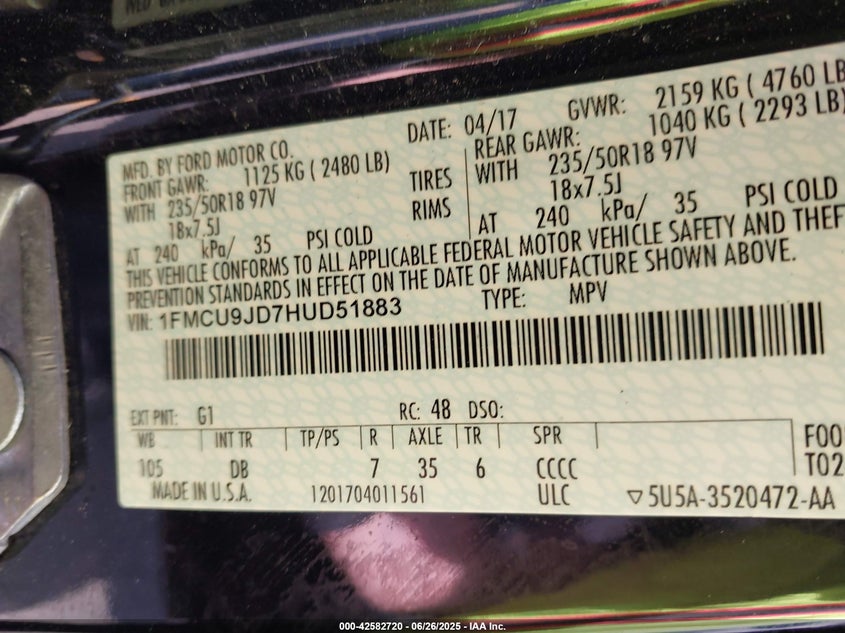 MFD. BY FORD MOTOR CO. DATE: 04/17 GVWR: 2159 KG ( 4760 LB
FRONT GAWR: 1125 KG ( 2480 LB) REAR GAWR: 1040 KG ( 2293 LB)
WITH 235/50R18 97V TIRES WITH 235/50R18 97V
18x7.5J RIMS 18x7.5J
AT 240 kPa/ 35 PSI COLD AT 240 kPa/ 35 PSI COLD
THIS VEHICLE CONFORMS TO ALL APPLICABLE FEDERAL MOTOR VEHICLE SAFETY AND THEFT
PREVENTION STANDARDS IN EFFECT ON THE DATE OF MANUFACTURE SHOWN ABOVE.
VIN: 1FMCU9JD7HUD51883 TYPE: MPV
EXT PNT: G1 RC: 48 DSO:
WB INT TR TP/PS R AXLE TR SPR
105 DB 7 35 6 CCCC
F00
T02
MADE IN U.S.A. 1201704011561 ULC ▽5U5A-3520472-AA
000-42582720 - 06/26/2025 - IAA Inc.